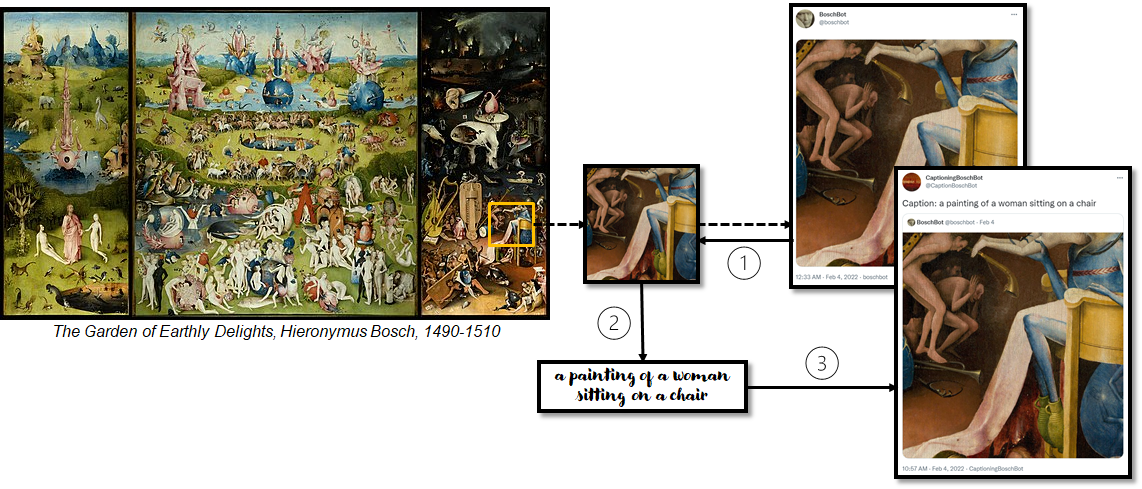 The Garden of Earthly Delights, Hieronymus Bosch, 1490-1510
1
2
a painting of a woman
sitting on a chair
3
BoschBot
@boschbot
12:33 AM · Feb 4, 2022 · boschbot
CaptioningBoschBot
@CaptionBoschBot
Caption: a painting of a woman sitting on a chair
BoschBot @boschbot · Feb 4
10:57 AM · Feb 4, 2022 · CaptioningBoschBot